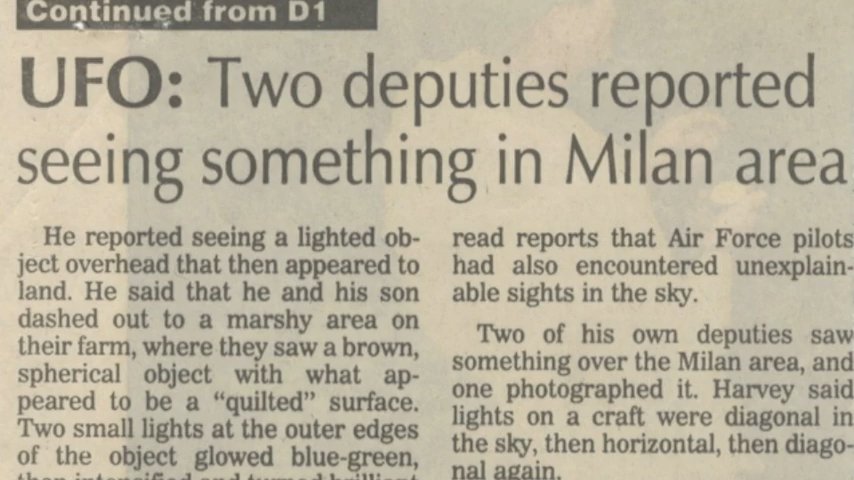 Continued from D1
UFO: Two deputies reported
seeing something in Milan area
He reported seeing a lighted ob-
ject overhead that then appeared to
land. He said that he and his son
dashed out to a marshy area on
their farm, where they saw a brown,
spherical object with what ap-
peared to be a “quilted” surface.
Two small lights at the outer edges
of the object glowed blue-green,
then intensified and turned brilliant
read reports that Air Force pilots
had also encountered unexplain-
able sights in the sky.
Two of his own deputies saw
something over the Milan area, and
one photographed it. Harvey said
lights on a craft were diagonal in
the sky, then horizontal, then diago-
nal again.